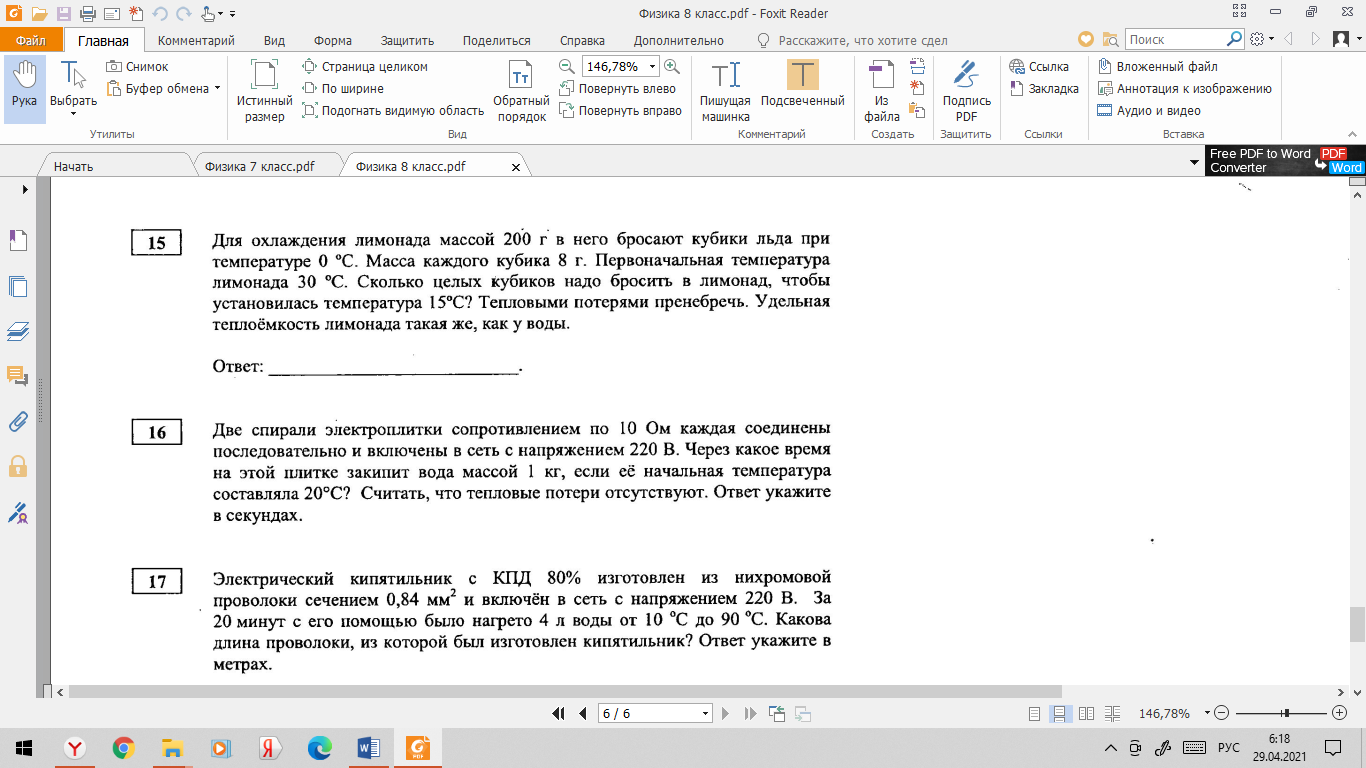 Физика 8 класс.pdf - Foxit Reader
Файл Главная Комментарий Вид Форма Защитить Поделиться Справка Дополнительно Расскажите, что хотите сдел Поиск
Рука
Выбрать
Снимок
Буфер обмена
Утилиты
Истинный размер
Страница целиком
По ширине
Подогнать видимую область
Обратный порядок
146,78%
Повернуть влево
Повернуть вправо
Вид
Пишущая машинка
Подсвеченный
Комментарий
Из файла
Создать
Подпись PDF
Защитить
Ссылка
Закладка
Ссылки
Вложенный файл
Аннотация к изображению
Аудио и видео
Вставка
Начать Физика 7 класс.pdf Физика 8 класс.pdf
Free PDF to Word PDF
Converter Word
15 Для охлаждения лимонада массой 200 г в него бросают кубики льда при
температуре 0 °С. Масса каждого кубика 8 г. Первоначальная температура
лимонада 30 °С. Сколько целых кубиков надо бросить в лимонад, чтобы
установилась температура 15°С? Тепловыми потерями пренебречь. Удельная
теплоёмкость лимонада такая же, как у воды.
Ответ: ____________________________.
16 Две спирали электроплитки сопротивлением по 10 Ом каждая соединены
последовательно и включены в сеть с напряжением 220 В. Через какое время
на этой плитке закипит вода массой 1 кг, если её начальная температура
составляла 20°С? Считать, что тепловые потери отсутствуют. Ответ укажите
в секундах.
17 Электрический кипятильник с КПД 80% изготовлен из нихромовой
проволоки сечением 0,84 мм² и включён в сеть с напряжением 220 В. За
20 минут с его помощью было нагрето 4 л воды от 10 °С до 90 °С. Какова
длина проволоки, из которой был изготовлен кипятильник? Ответ укажите в
метрах.
6 / 6
146,78%
РУС
6:18
29.04.2021